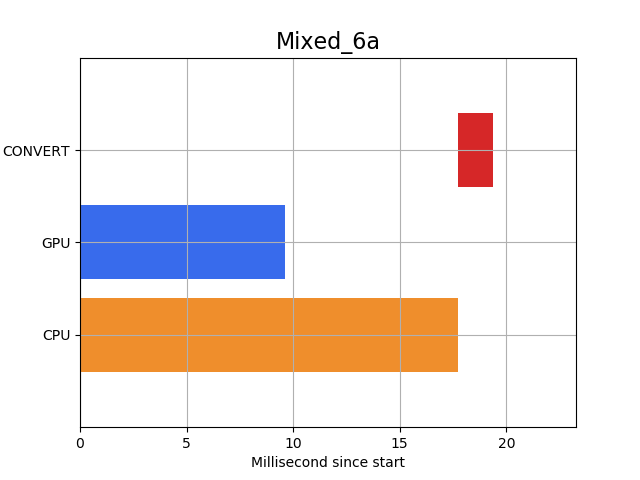 Mixed_6a
CONVERT
GPU
CPU
0 5 10 15 20
Millisecond since start